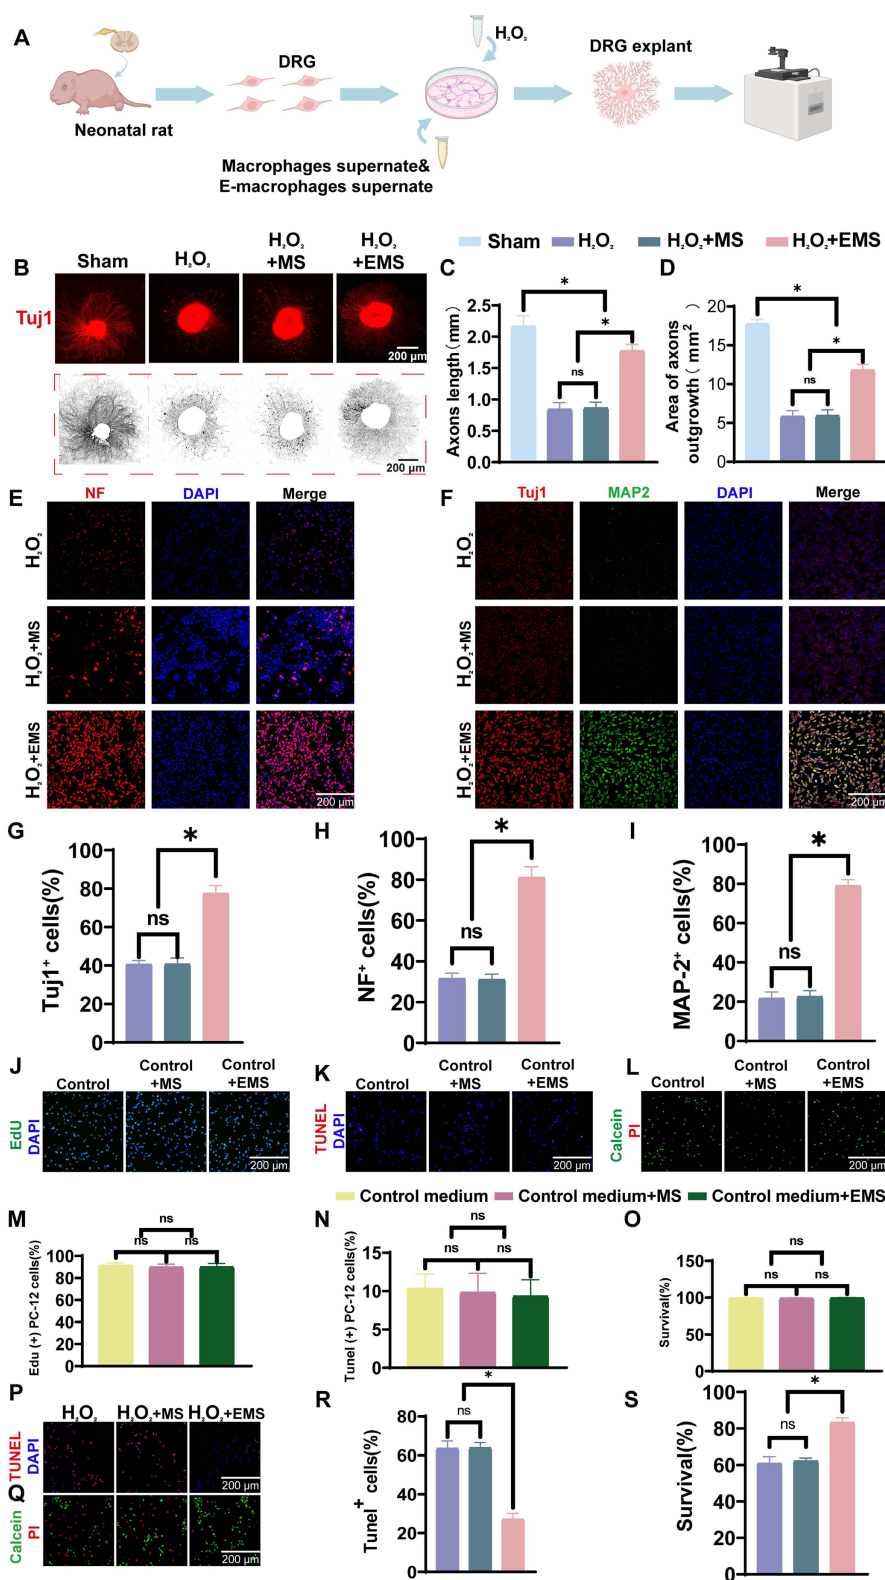 A
H₂O₂
DRG
DRG explant
Neonatal rat
Macrophages supernate&
E-macrophages supernate
Sham H₂O₂ H₂O₂+MS H₂O₂+EMS
B
Sham
H₂O₂
H₂O₂
+MS
H₂O₂
+EMS
Tuj1
200 μm
200 μm
C
Axons length(mm)
2.5
2.0
1.5
1.0
0.5
0.0
*
*
ns
D
Area of axons
outgrowth( mm²)
20
15
10
5
0
*
*
ns
E
NF DAPI Merge
H₂O₂
H₂O₂+MS
H₂O₂+EMS
200 μm
F
Tuj1 MAP2 DAPI Merge
H₂O₂
H₂O₂+MS
H₂O₂+EMS
200 μm
G
Tuj1⁺ cells(%)
100
80
60
40
20
0
*
ns
H
NF⁺ cells(%)
100
80
60
40
20
0
*
ns
I
MAP-2⁺ cells(%)
100
80
60
40
20
0
*
ns
J
Control
Control
+MS
Control
+EMS
EdU
DAPI
200 μm
K
Control
Control
+MS
Control
+EMS
TUNEL
DAPI
200 μm
L
Control
Control
+MS
Control
+EMS
Calcein
PI
200 μm
Control medium Control medium+MS Control medium+EMS
M
Edu (+) PC-12 cells(%)
100
80
60
40
20
0
ns
ns ns
N
Tunel (+) PC-12 cells(%)
15
10
5
0
ns
ns ns
O
Survival(%)
150
100
50
0
ns
ns ns
P
H₂O₂ H₂O₂+MS H₂O₂+EMS
TUNEL
DAPI
200 μm
Q
Calcein
PI
200 μm
R
Tunel⁺ cells(%)
80
60
40
20
0
*
ns
S
Survival(%)
100
80
60
40
20
0
*
ns